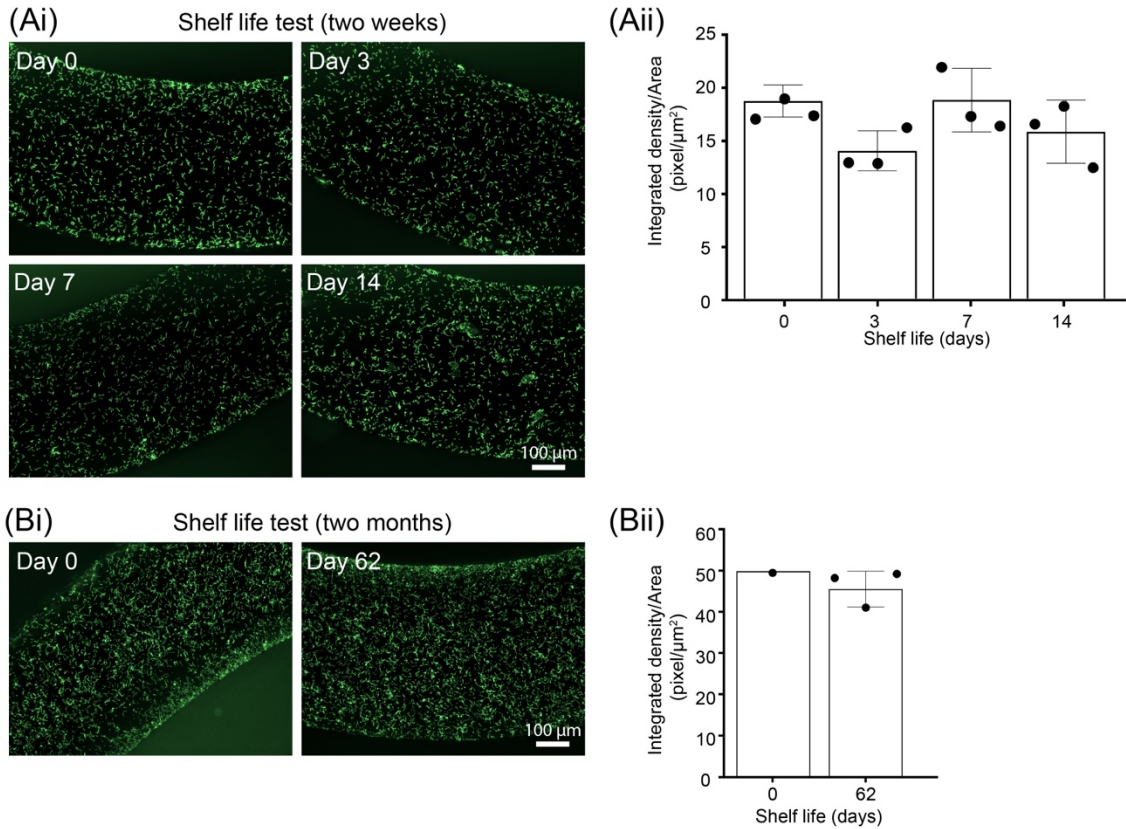 (Ai)
Shelf life test (two weeks)
Day 0
Day 3
Day 7
Day 14
100 µm
(Aii)
Integrated density/Area
(pixel/µm²)
25
20
15
10
5
0
0 3 7 14
Shelf life (days)
(Bi)
Shelf life test (two months)
Day 0
Day 62
100 µm
(Bii)
Integrated density/Area
(pixel/µm²)
60
50
40
60
20
10
0
0 62
Shelf life (days)